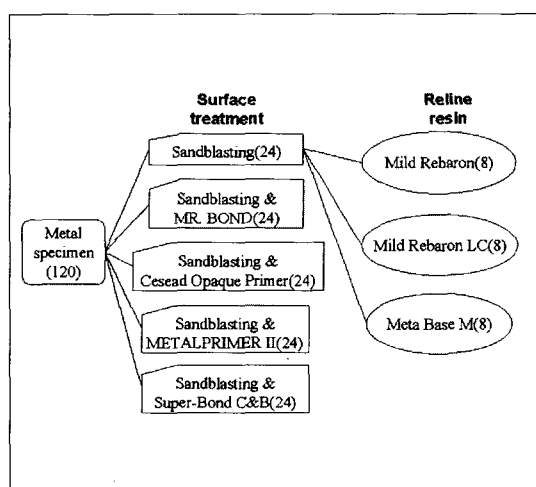 Surface
treatment
Reline
resin
Sandblasting(24)
Mild Rebaron(8)
Sandblasting &
MR. BOND(24)
Metal
specimen
(120)
Sandblasting &
Cesead Opaque Primer(24)
Mild Rebaron LC(8)
Sandblasting &
METALPRIMER II(24)
Meta Base M(8)
Sandblasting &
Super-Bond C&B(24)